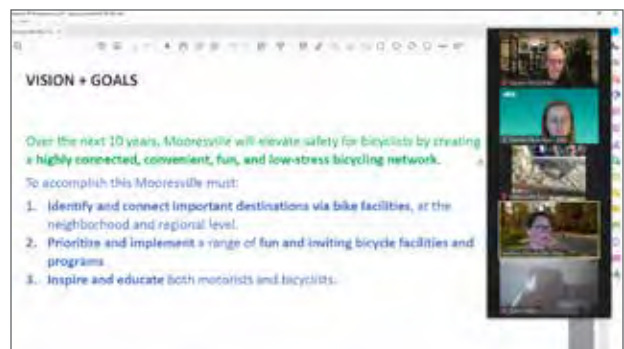 VISION + GOALS
Over the next 10 years, Mooresville will elevate safety for bicyclists by creating
a highly connected, convenient, fun, and low-stress bicycling network.
To accomplish this Mooresville must:
1. Identify and connect important destinations via bike facilities, at the
neighborhood and regional level.
2. Prioritize and implement a range of fun and inviting bicycle facilities and
programs
3. Inspire and educate both motorists and bicyclists.